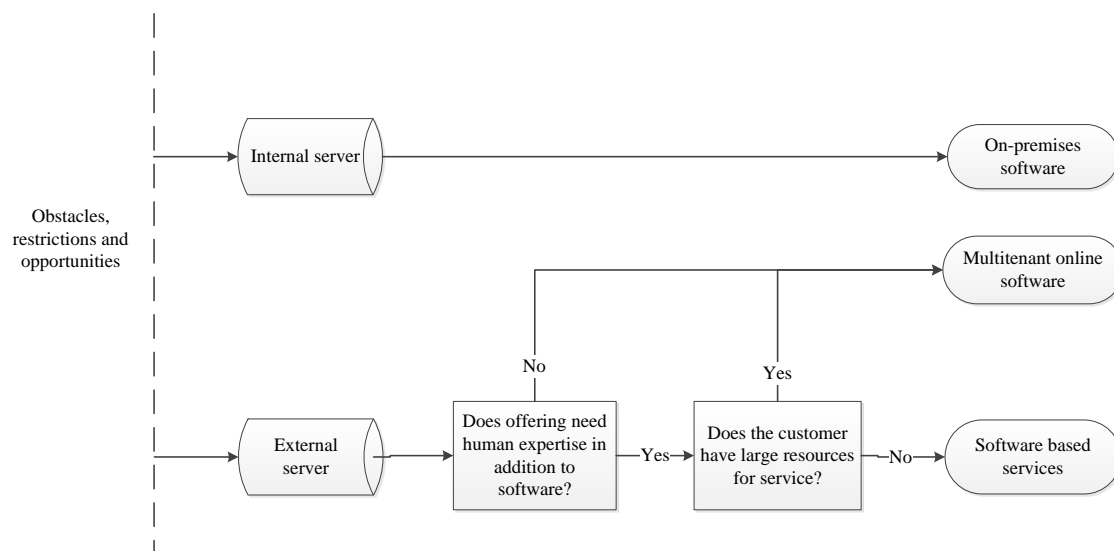 Obstacles,
restrictions and
opportunities
Internal server
On-premises
software
Multitenant online
software
No
Yes
External
server
Does offering need
human expertise in
addition to
software?
Yes
Does the customer
have large resources
for service?
No
Software based
services